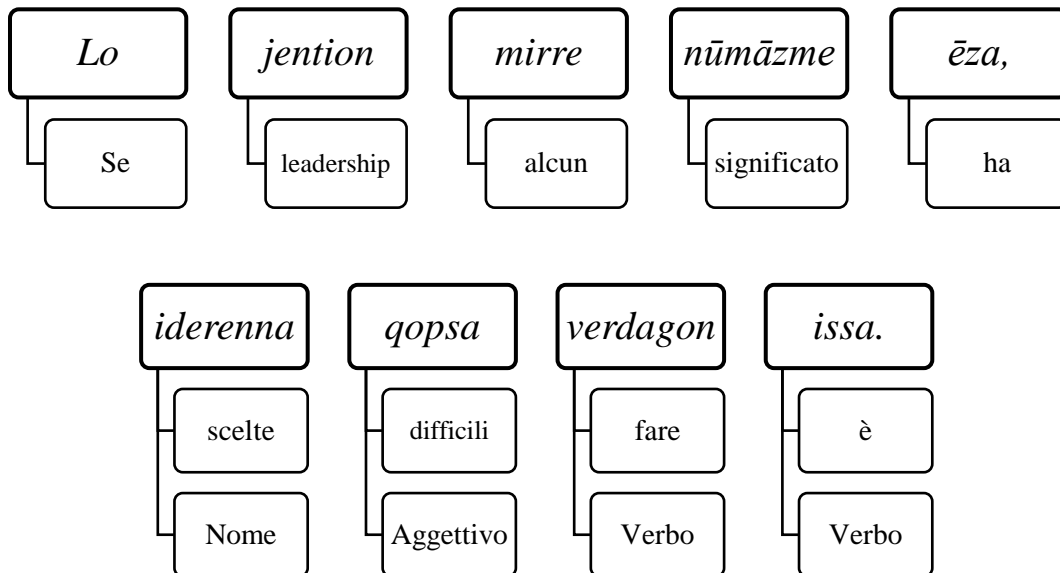 Lo jention mirre nūmāzme ēza,
Se leadership alcun significato ha
iderenna qopsa verdagon issa.
scelte difficili fare è
Nome Aggettivo Verbo Verbo